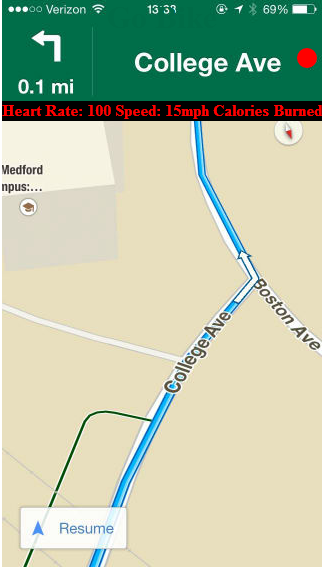 Verizon 69%
College Ave
0.1 mi
Heart Rate: 100 Speed: 15mph Calories Burned
Medford
mpus:...
Boston Ave
College Ave
Resume